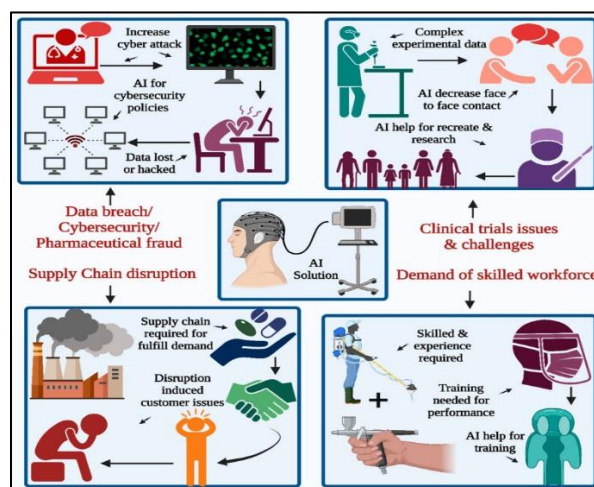 Increase
cyber attack
AI for
cybersecurity
policies
Data lost
or hacked
Complex
experimental data
AI decrease face
to face contact
AI help for recreate &
research
Data breach/
Cybersecurity/
Pharmaceutical fraud
Supply Chain disruption
AI
Solution
Clinical trials issues
& challenges
Demand of skilled workforce
Supply chain
required for
fulfill demand
Disruption
induced
customer issues
Skilled &
experience
required
Training
needed for
performance
AI help for
training